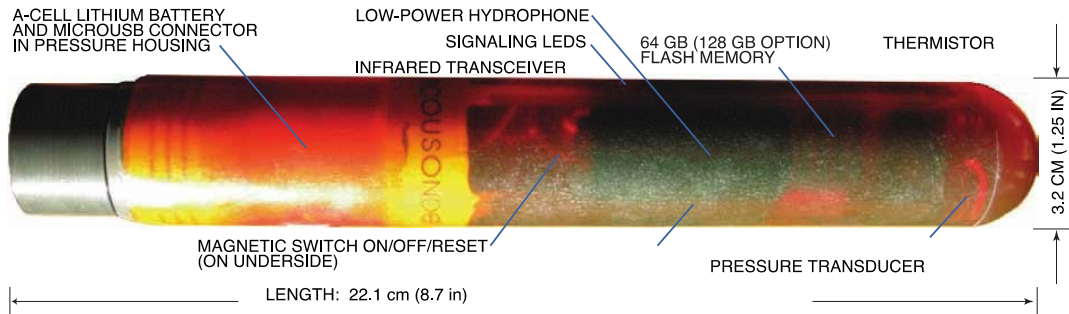 A-CELL LITHIUM BATTERY
AND MICROUSB CONNECTOR
IN PRESSURE HOUSING
LOW-POWER HYDROPHONE
SIGNALING LEDS
INFRARED TRANSCEIVER
64 GB (128 GB OPTION)
FLASH MEMORY
THERMISTOR
3.2 CM (1.25 IN)
MAGNETIC SWITCH ON/OFF/RESET
(ON UNDERSIDE)
PRESSURE TRANSDUCER
LENGTH: 22.1 cm (8.7 in)